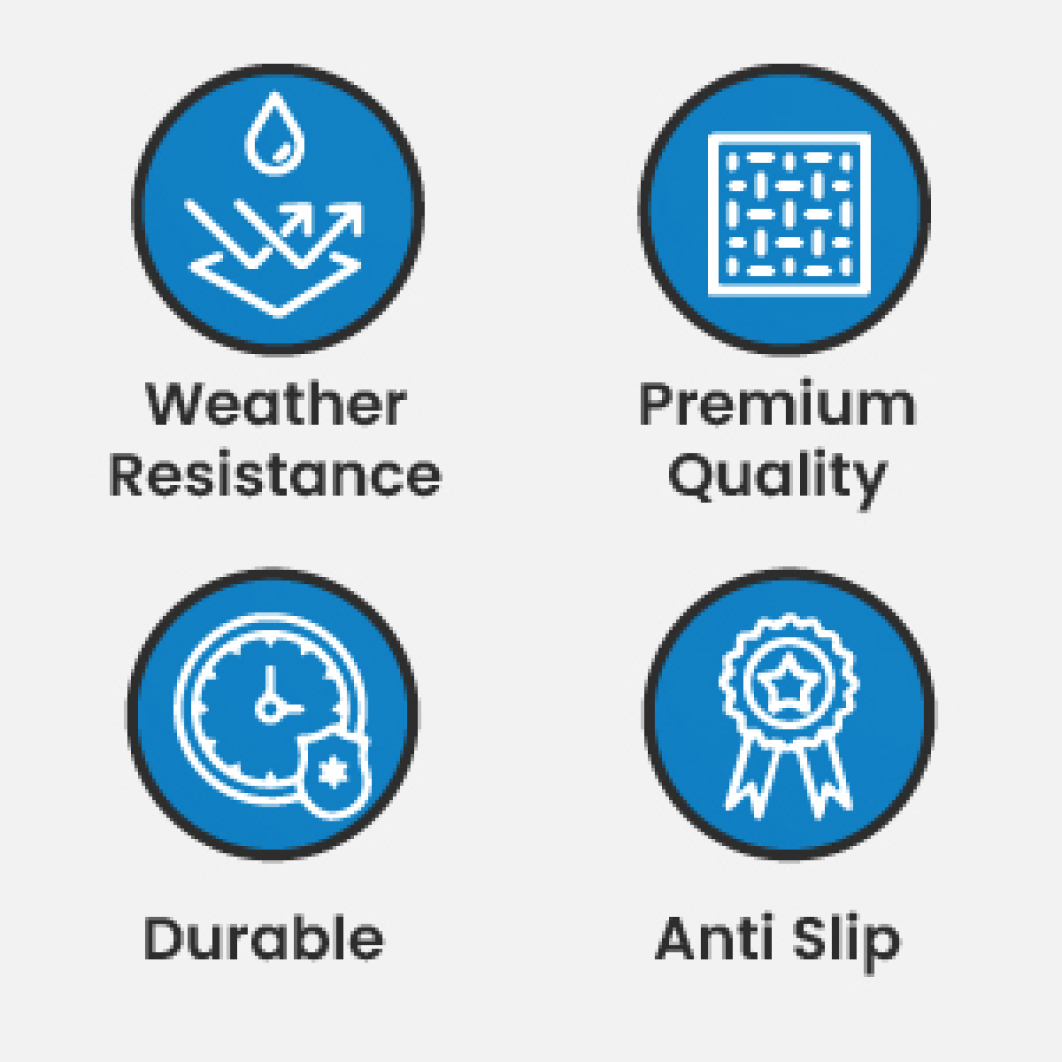 Weather
Resistance
Premium
Quality
Durable
Anti Slip